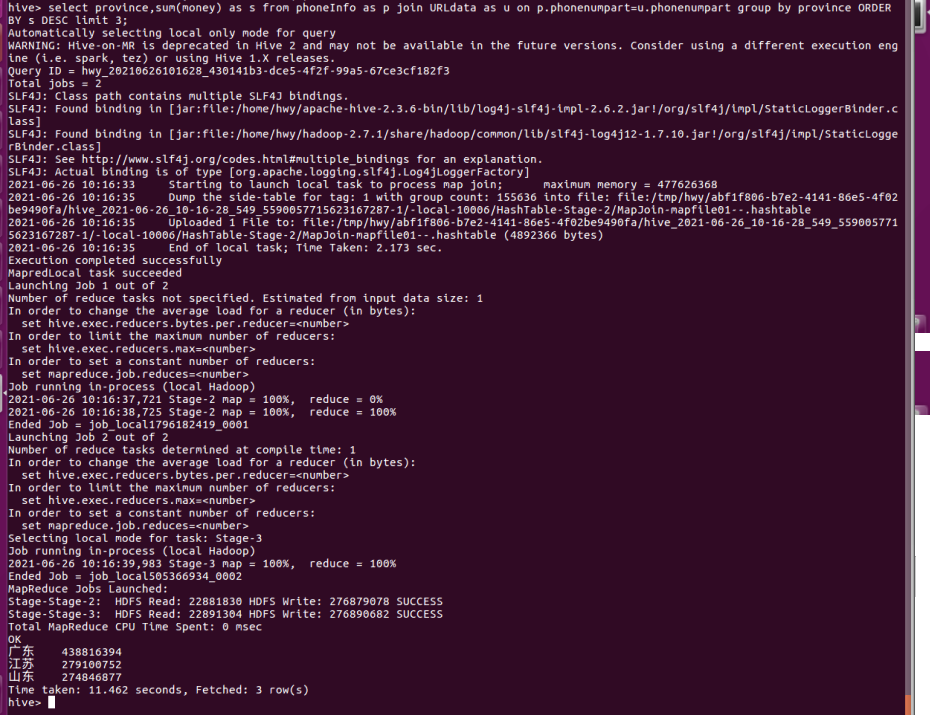 hive> select province,sum(money) as s from phoneInfo as p join URLdata as u on p.phonenumpart=u.phonenumpart group by province ORDER
BY s DESC limit 3;
Automatically selecting local only mode for query
WARNING: Hive-on-MR is deprecated in Hive 2 and may not be available in the future versions. Consider using a different execution eng
ine (i.e. spark, tez) or using Hive 1.X releases.
Query ID = hwy_20210626101628_430141b3-dce5-4f2f-99a5-67ce3cf182f3
Total jobs = 2
SLF4J: Class path contains multiple SLF4J bindings.
SLF4J: Found binding in [jar:file:/home/hwy/apache-hive-2.3.6-bin/lib/log4j-slf4j-impl-2.6.2.jar!/org/slf4j/impl/StaticLoggerBinder.c
lass]
SLF4J: Found binding in [jar:file:/home/hwy/hadoop-2.7.1/share/hadoop/common/lib/slf4j-log4j12-1.7.10.jar!/org/slf4j/impl/StaticLogge
rBinder.class]
SLF4J: See http://www.slf4j.org/codes.html#multiple_bindings for an explanation.
SLF4J: Actual binding is of type [org.apache.logging.slf4j.Log4jLoggerFactory]
2021-06-26 10:16:33     Starting to launch local task to process map join;      maximum memory = 477626368
2021-06-26 10:16:35     Dump the side-table for tag: 1 with group count: 155636 into file: file:/tmp/hwy/abf1f806-b7e2-4141-86e5-4f02
be9490fa/hive_2021-06-26_10-16-28_549_5590057715623167287-1/-local-10006/HashTable-Stage-2/MapJoin-mapfile01--.hashtable
2021-06-26 10:16:35     Uploaded 1 File to: file:/tmp/hwy/abf1f806-b7e2-4141-86e5-4f02be9490fa/hive_2021-06-26_10-16-28_549_559005771
5623167287-1/-local-10006/HashTable-Stage-2/MapJoin-mapfile01--.hashtable (4892366 bytes)
2021-06-26 10:16:35     End of local task; Time Taken: 2.173 sec.
Execution completed successfully
MapredLocal task succeeded
Launching Job 1 out of 2
Number of reduce tasks not specified. Estimated from input data size: 1
In order to change the average load for a reducer (in bytes):
  set hive.exec.reducers.bytes.per.reducer=<number>
In order to limit the maximum number of reducers:
  set hive.exec.reducers.max=<number>
In order to set a constant number of reducers:
  set mapreduce.job.reduces=<number>
Job running in-process (local Hadoop)
2021-06-26 10:16:37,721 Stage-2 map = 100%,  reduce = 0%
2021-06-26 10:16:38,725 Stage-2 map = 100%,  reduce = 100%
Ended Job = job_local1796182419_0001
Launching Job 2 out of 2
Number of reduce tasks determined at compile time: 1
In order to change the average load for a reducer (in bytes):
  set hive.exec.reducers.bytes.per.reducer=<number>
In order to limit the maximum number of reducers:
  set hive.exec.reducers.max=<number>
In order to set a constant number of reducers:
  set mapreduce.job.reduces=<number>
Selecting local mode for task: Stage-3
Job running in-process (local Hadoop)
2021-06-26 10:16:39,983 Stage-3 map = 100%,  reduce = 100%
Ended Job = job_local505366934_0002
MapReduce Jobs Launched:
Stage-Stage-2:  HDFS Read: 22881830 HDFS Write: 276879078 SUCCESS
Stage-Stage-3:  HDFS Read: 22891304 HDFS Write: 276890682 SUCCESS
Total MapReduce CPU Time Spent: 0 msec
OK
广东    438816394
江苏    279100752
山东    274846877
Time taken: 11.462 seconds, Fetched: 3 row(s)
hive>